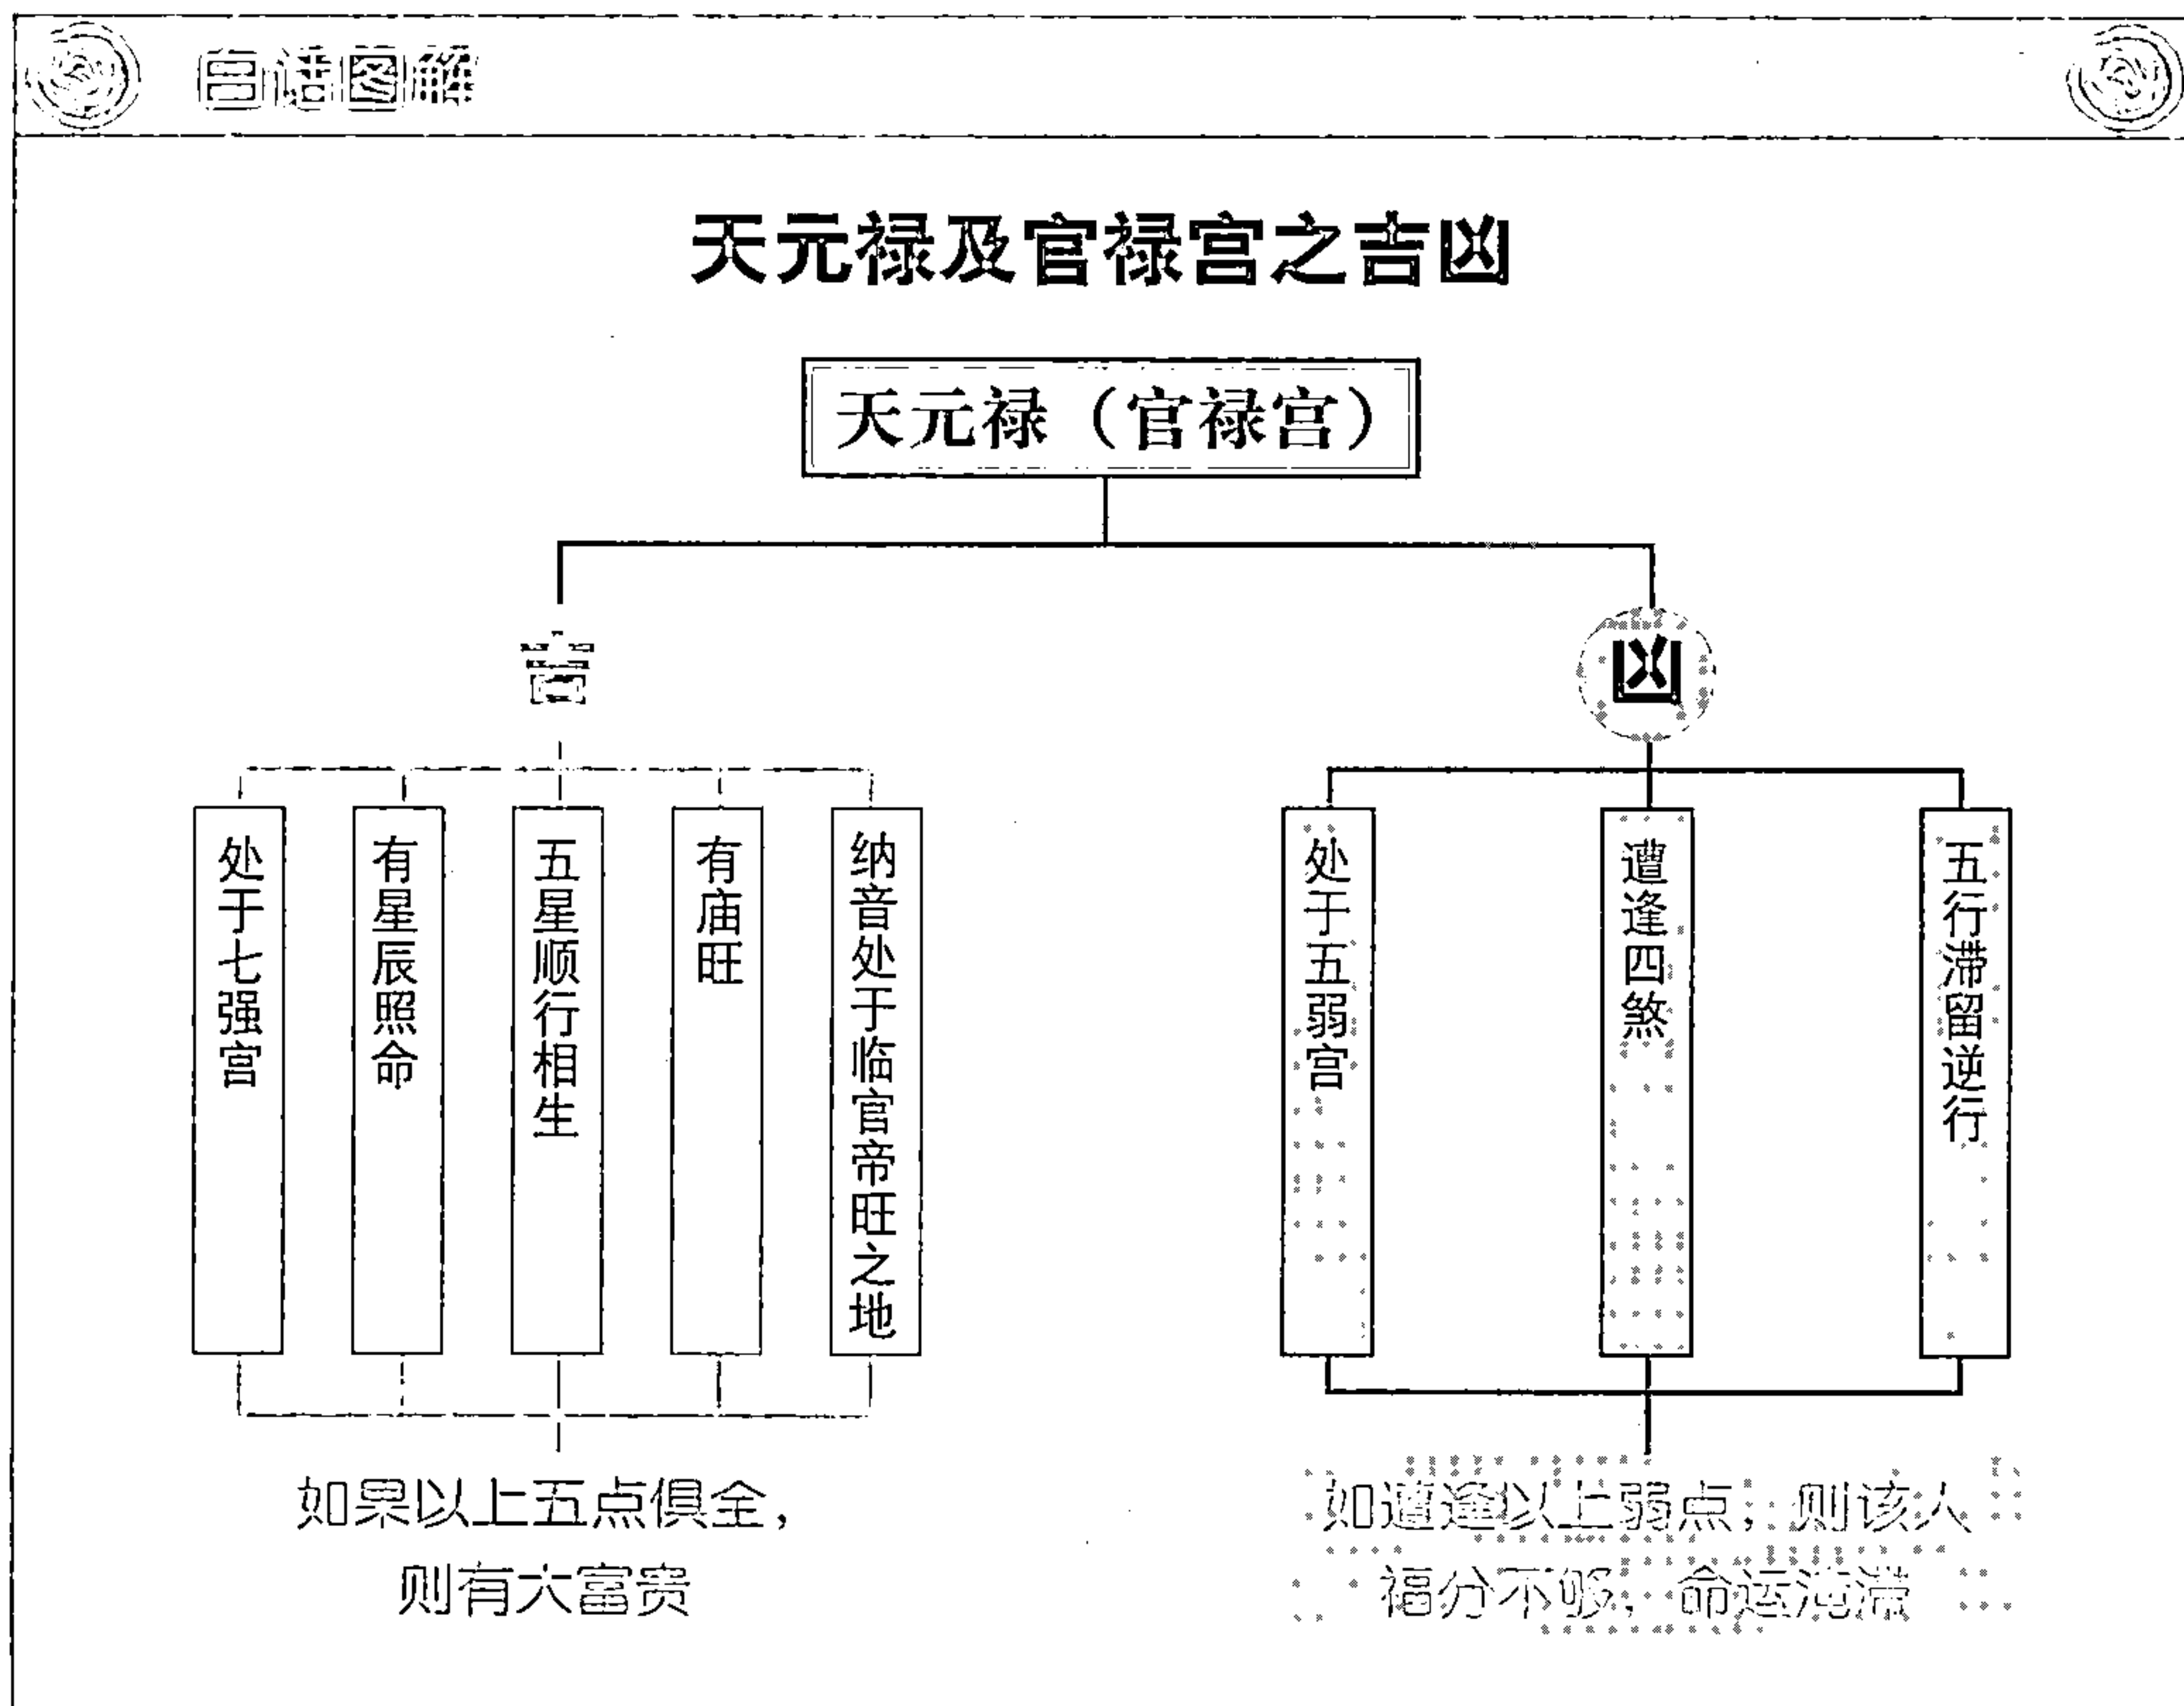 白话图解
天元禄及官禄宫之吉凶
天元禄（官禄宫）
吉
凶
处于七强宫
有星辰照命
五星顺行相生
有庙旺
纳音处于临官帝旺之地
处于五弱宫
遭逢四煞
五行滞留逆行
如果以上五点俱全，
则有大富贵
如遭逢以上弱点，则该人
福分不够，命运淹滞